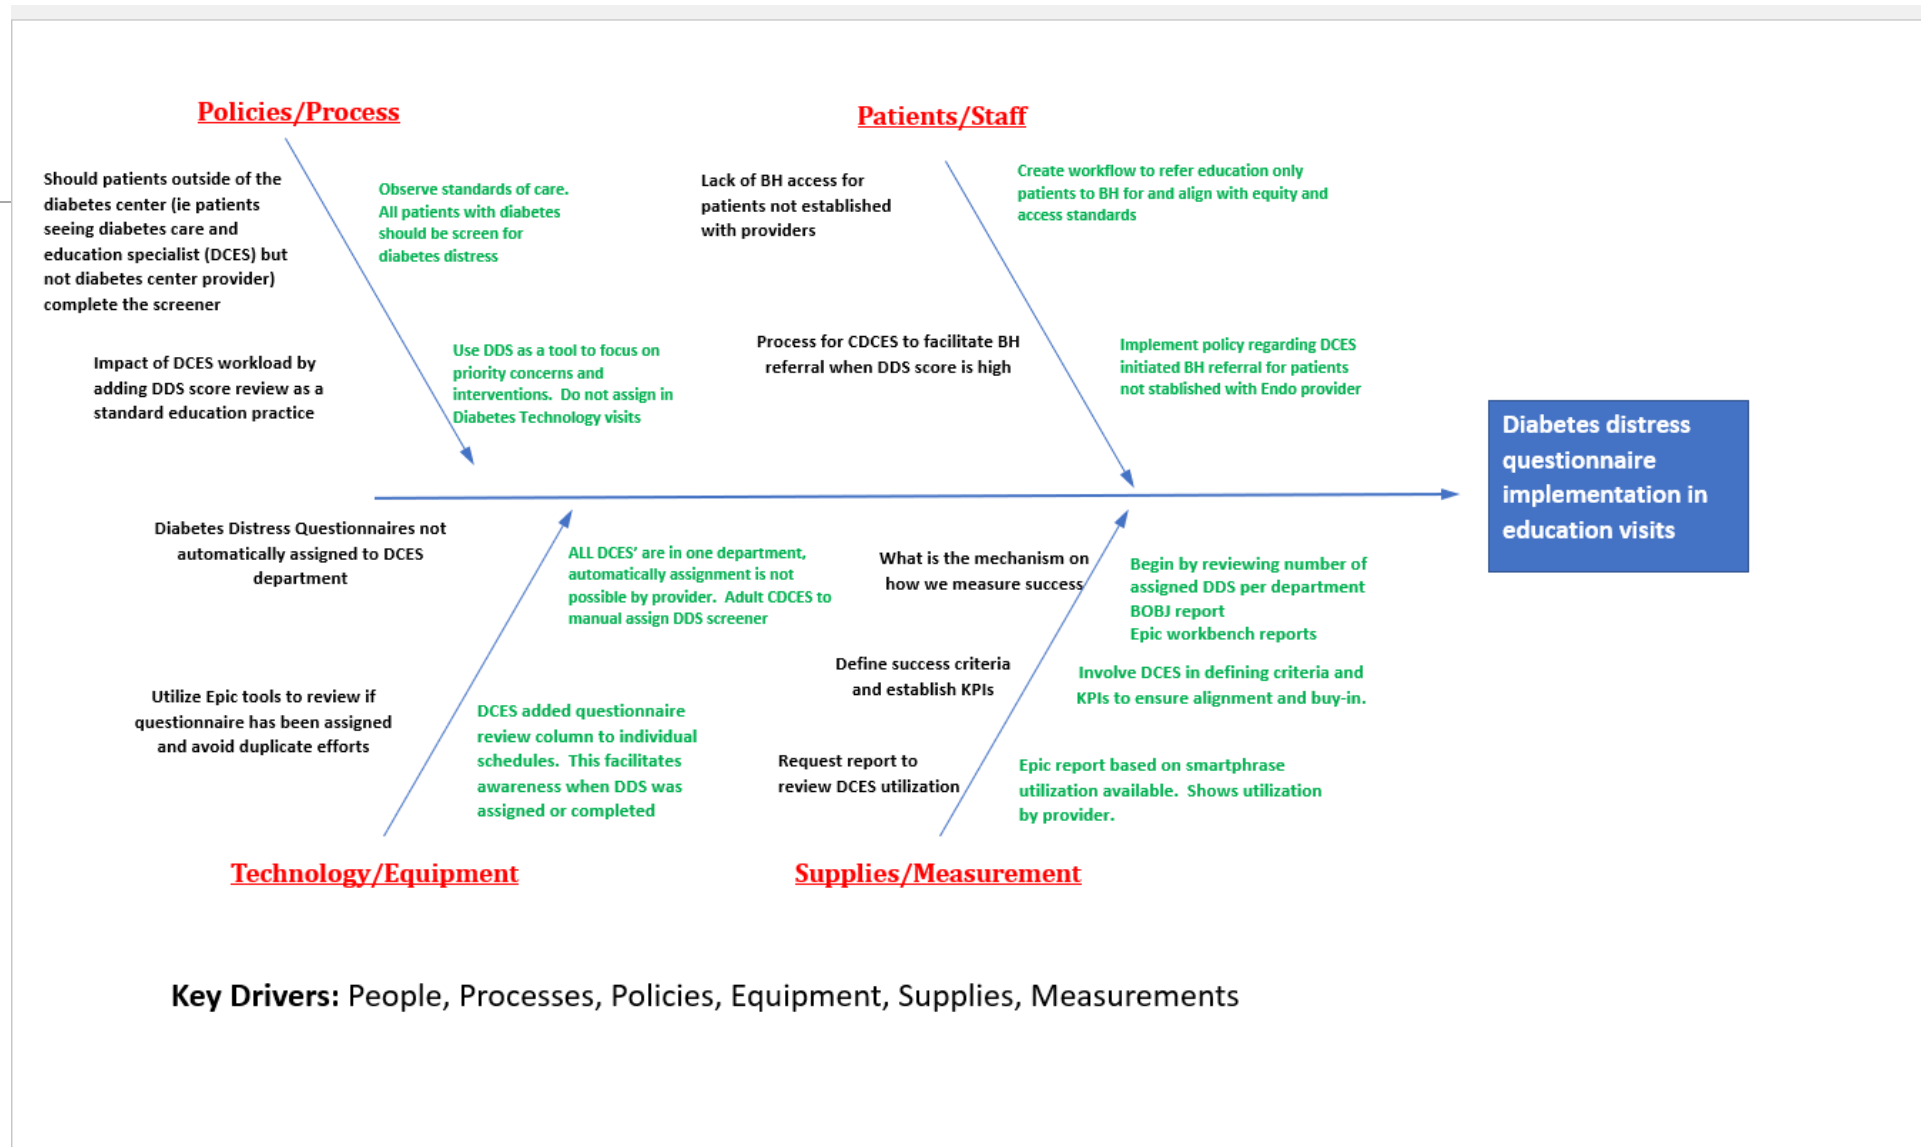 Policies/Process
Should patients outside of the
diabetes center (ie patients
seeing diabetes care and
education specialist (DCES) but
not diabetes center provider)
complete the screener
Observe standards of care.
All patients with diabetes
should be screen for
diabetes distress
Impact of DCES workload by
adding DDS score review as a
standard education practice
Use DDS as a tool to focus on
priority concerns and
interventions. Do not assign in
Diabetes Technology visits
Patients/Staff
Lack of BH access for
patients not established
with providers
Create workflow to refer education only
patients to BH for and align with equity and
access standards
Process for CDCES to facilitate BH
referral when DDS score is high
Implement policy regarding DCES
initiated BH referral for patients
not stablished with Endo provider
Diabetes distress
questionnaire
implementation in
education visits
Diabetes Distress Questionnaires not
automatically assigned to DCES
department
ALL DCES’ are in one department,
automatically assignment is not
possible by provider. Adult CDCES to
manual assign DDS screener
Utilize Epic tools to review if
questionnaire has been assigned
and avoid duplicate efforts
DCES added questionnaire
review column to individual
schedules. This facilitates
awareness when DDS was
assigned or completed
Technology/Equipment
What is the mechanism on
how we measure success
Begin by reviewing number of
assigned DDS per department
BOBJ report
Epic workbench reports
Define success criteria
and establish KPIs
Involve DCES in defining criteria and
KPIs to ensure alignment and buy-in.
Request report to
review DCES utilization
Epic report based on smartphrase
utilization available. Shows utilization
by provider.
Supplies/Measurement
Key Drivers: People, Processes, Policies, Equipment, Supplies, Measurements